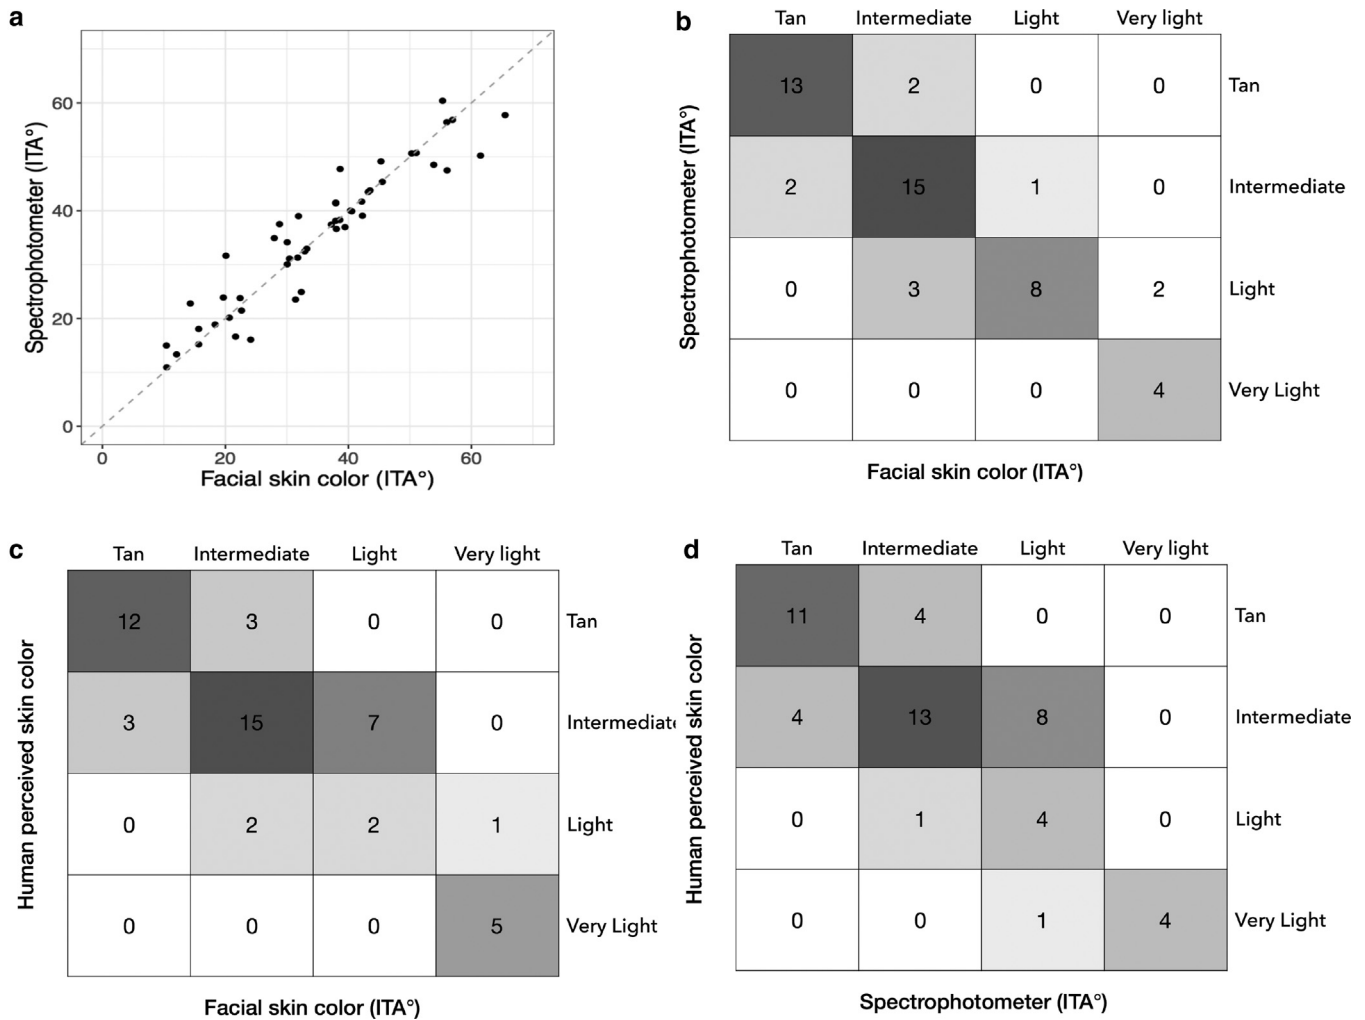 a
60
40
20
0
0 20 40 60
Spectrophotometer (ITA°)
Facial skin color (ITA°)
b
Tan Intermediate Light Very light
13 2 0 0 Tan
2 15 1 0 Intermediate
0 3 8 2 Light
0 0 0 4 Very Light
Spectrophotometer (ITA°)
Facial skin color (ITA°)
c
Tan Intermediate Light Very light
12 3 0 0 Tan
3 15 7 0 Intermediate
0 2 2 1 Light
0 0 0 5 Very Light
Human perceived skin color
Facial skin color (ITA°)
d
Tan Intermediate Light Very light
11 4 0 0 Tan
4 13 8 0 Intermediate
0 1 4 0 Light
0 0 1 4 Very Light
Human perceived skin color
Spectrophotometer (ITA°)